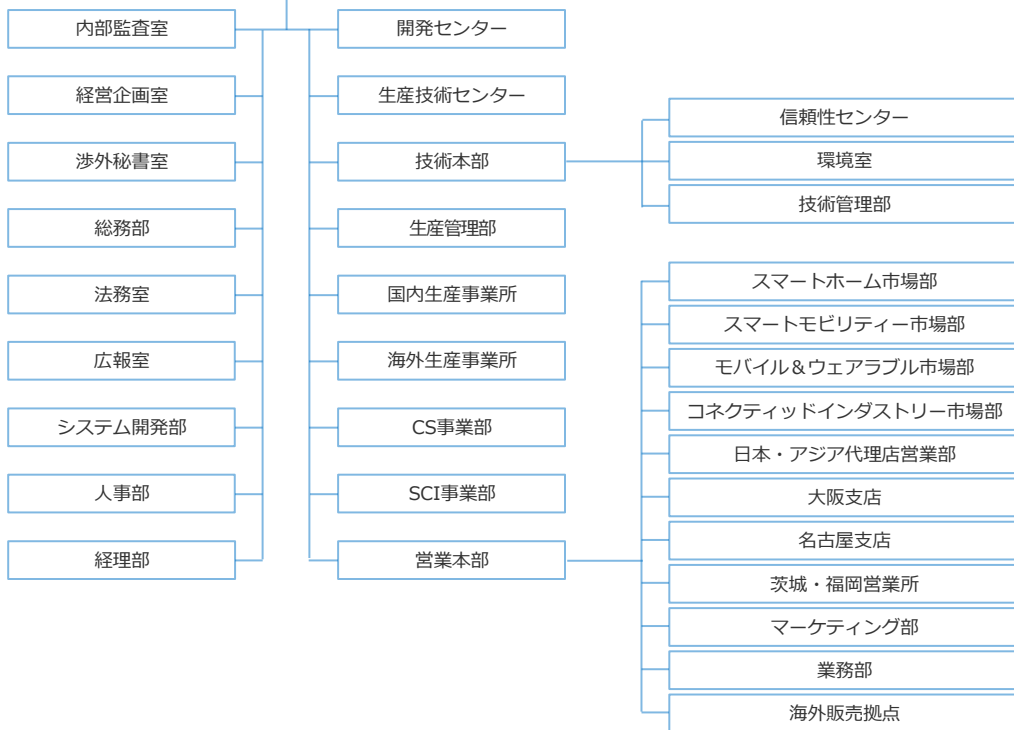 内部監査室
経営企画室
渉外秘書室
総務部
法務室
広報室
システム開発部
人事部
経理部
開発センター
生産技術センター
技術本部
生産管理部
国内生産事業所
海外生産事業所
CS事業部
SCI事業部
営業本部
信頼性センター
環境室
技術管理部
スマートホーム市場部
スマートモビリティー市場部
モバイル＆ウェアラブル市場部
コネクティッドインダストリー市場部
日本・アジア代理店営業部
大阪支店
名古屋支店
茨城・福岡営業所
マーケティング部
業務部
海外販売拠点